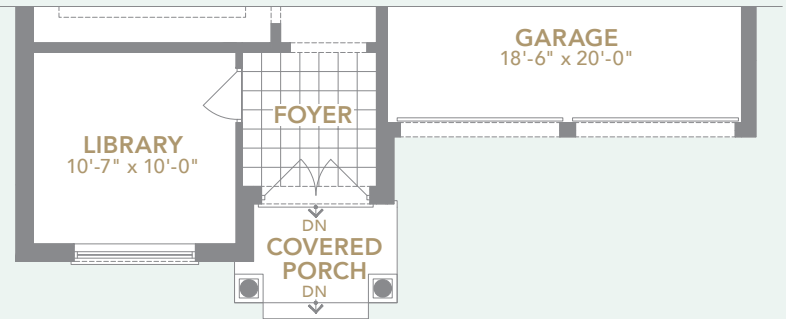 GARAGE
18'-6" x 20'-0"
FOYER
LIBRARY
10'-7" x 10'-0"
DN
COVERED
PORCH
DN